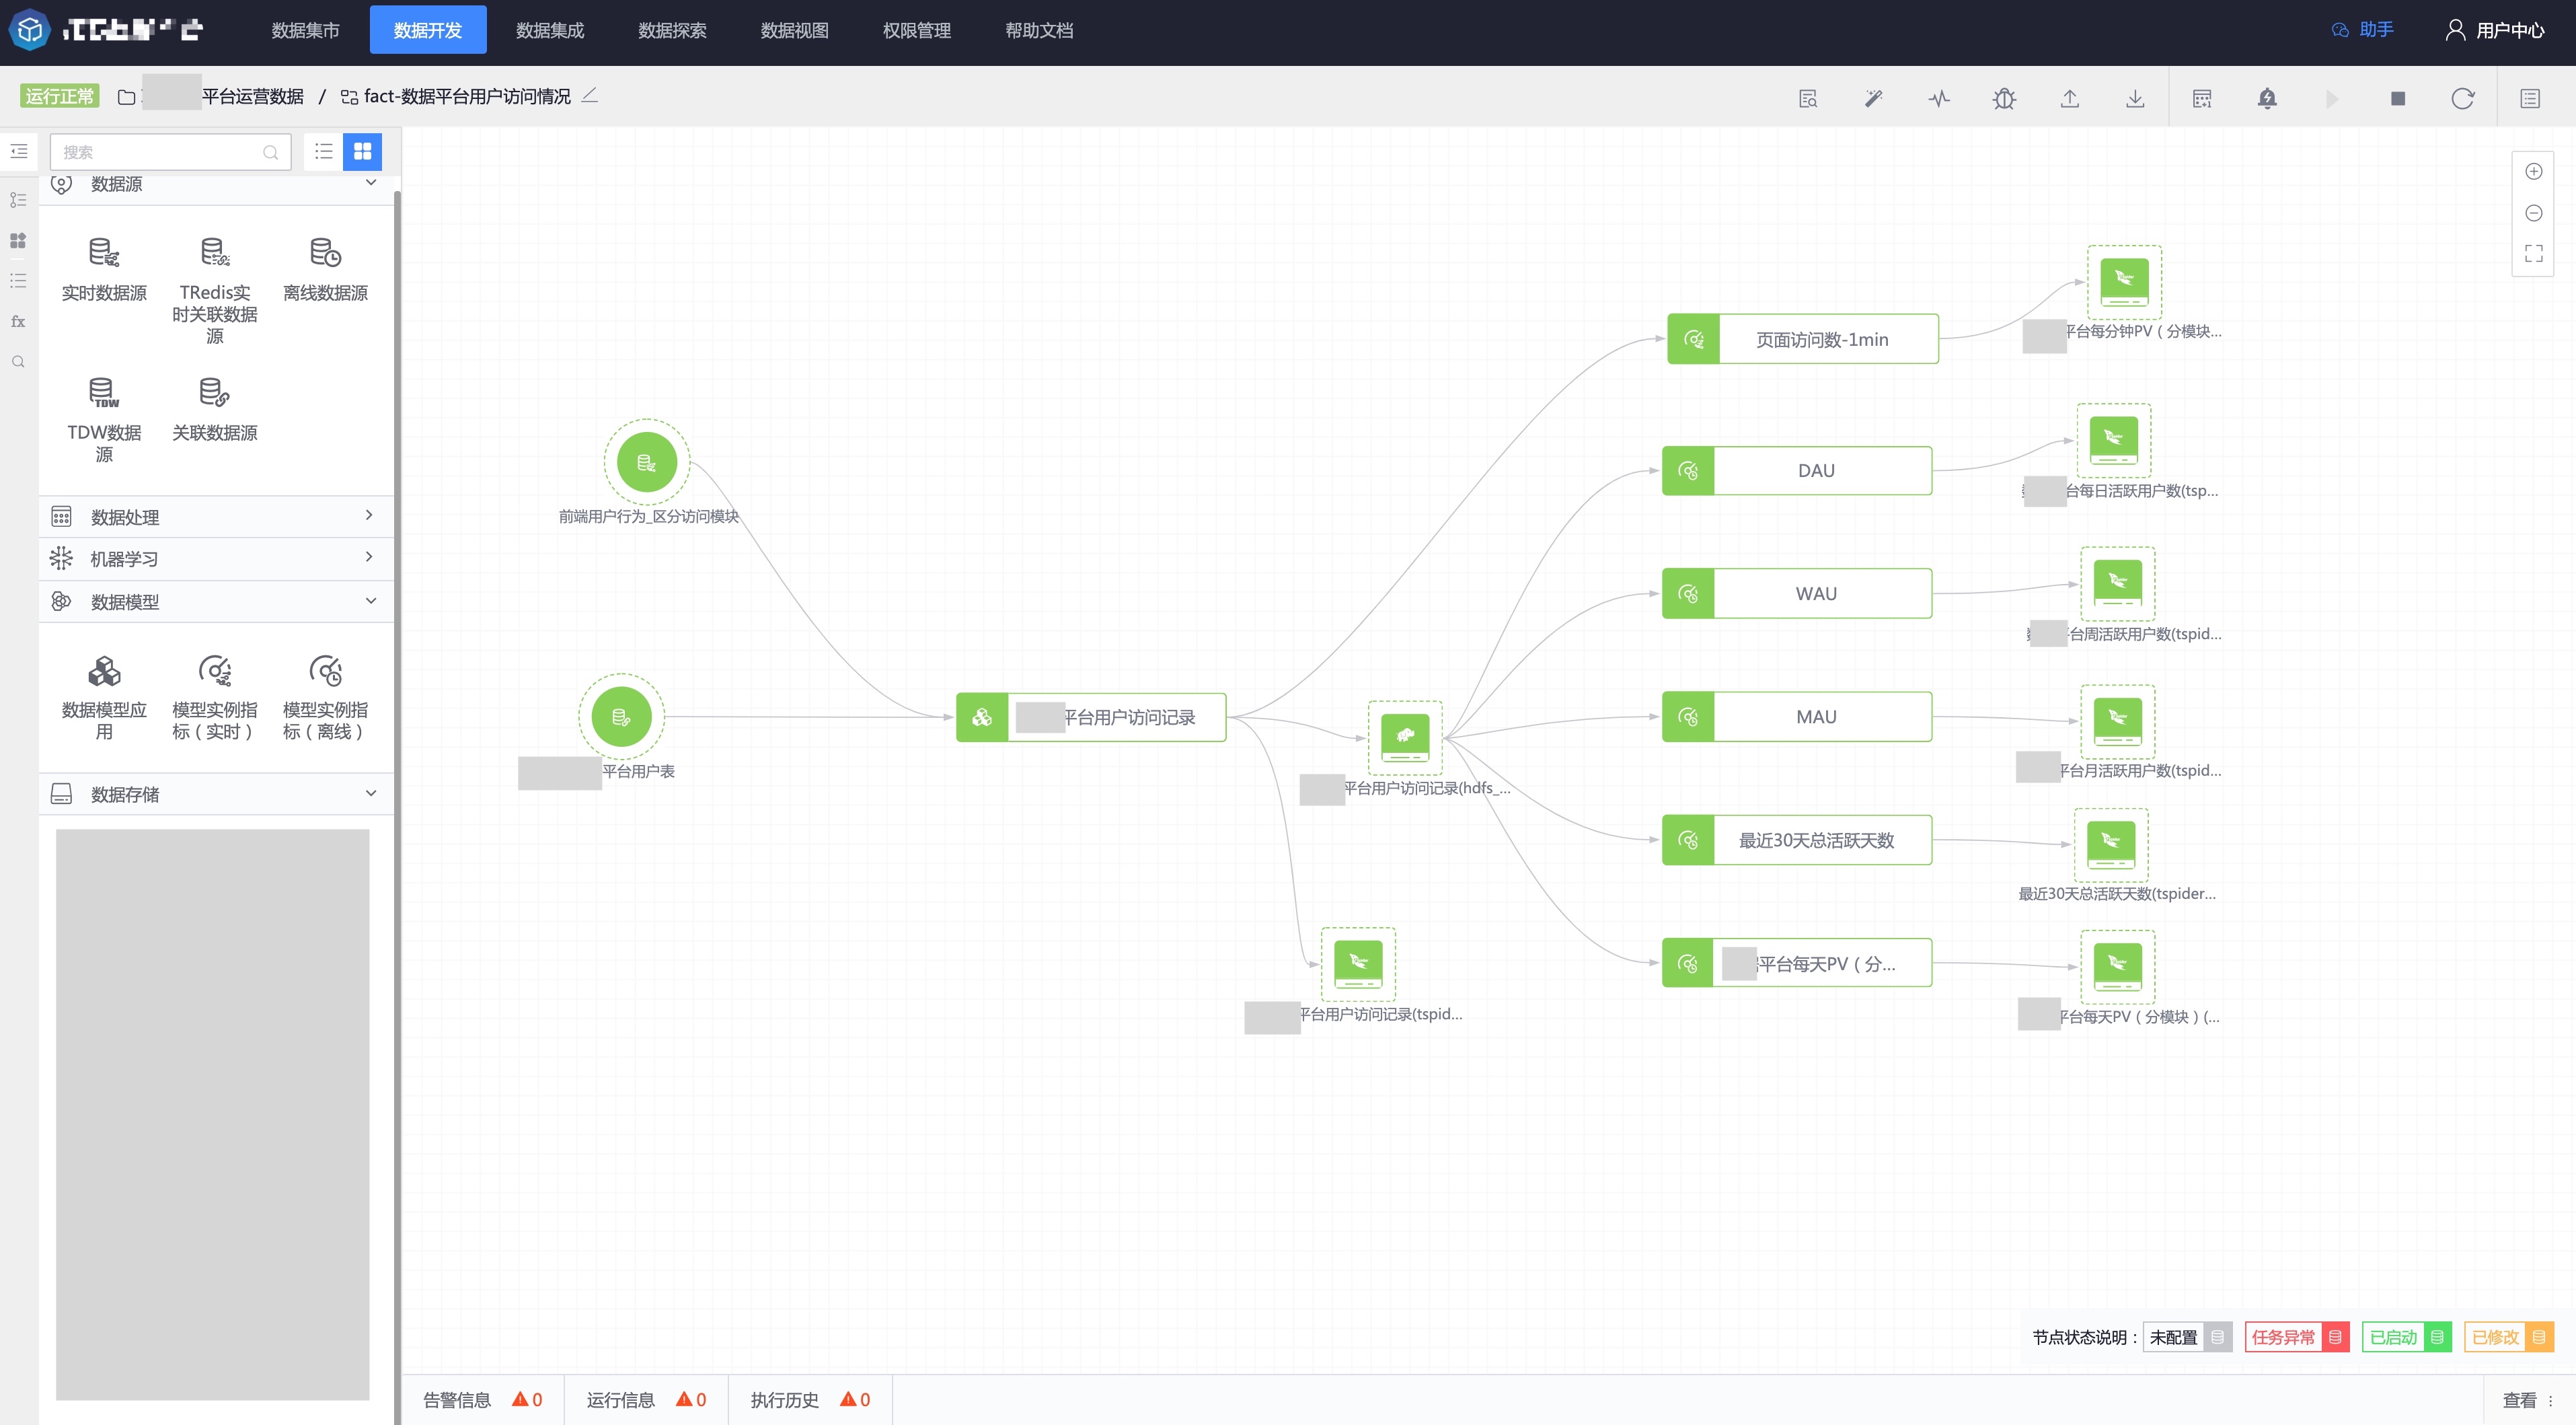 数据集市
数据开发
数据集成
数据探索
数据视图
权限管理
帮助文档
助手
用户中心
运行正常
平台运营数据 / fact-数据平台用户访问情况
搜索
数据源
实时数据源
TRedis实
时关联数据
源
离线数据源
TDW
TDW数据
源
关联数据源
fx
数据处理
机器学习
数据模型
数据模型应
用
模型实例指
标（实时）
模型实例指
标（离线）
数据存储
前端用户行为_区分访问模块
平台用户表
平台用户访问记录
平台用户访问记录(hdfs_...
平台用户访问记录(tspid...
页面访问数-1min
DAU
WAU
MAU
最近30天总活跃天数
平台每天PV（分...
平台每分钟PV（分模块...
台每日活跃用户数(tsp...
台周活跃用户数(tspid...
平台月活跃用户数(tspid...
最近30天总活跃天数(tspider...
平台每天PV（分模块）(...
节点状态说明：
未配置
任务异常
已启动
已修改
告警信息 0
运行信息 0
执行历史 0
查看